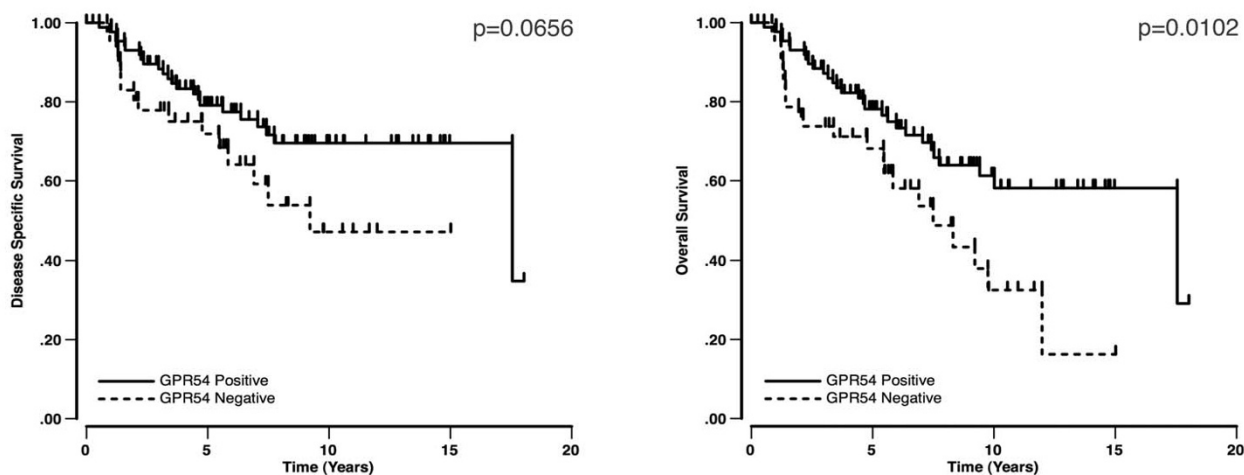 p=0.0656
Disease Specific Survival
1.00
.80
.60
.40
.20
.00
GPR54 Positive
GPR54 Negative
0 5 10 15 20
Time (Years)
p=0.0102
Overall Survival
1.00
.80
.60
.40
.20
.00
GPR54 Positive
GPR54 Negative
0 5 10 15 20
Time (Years)